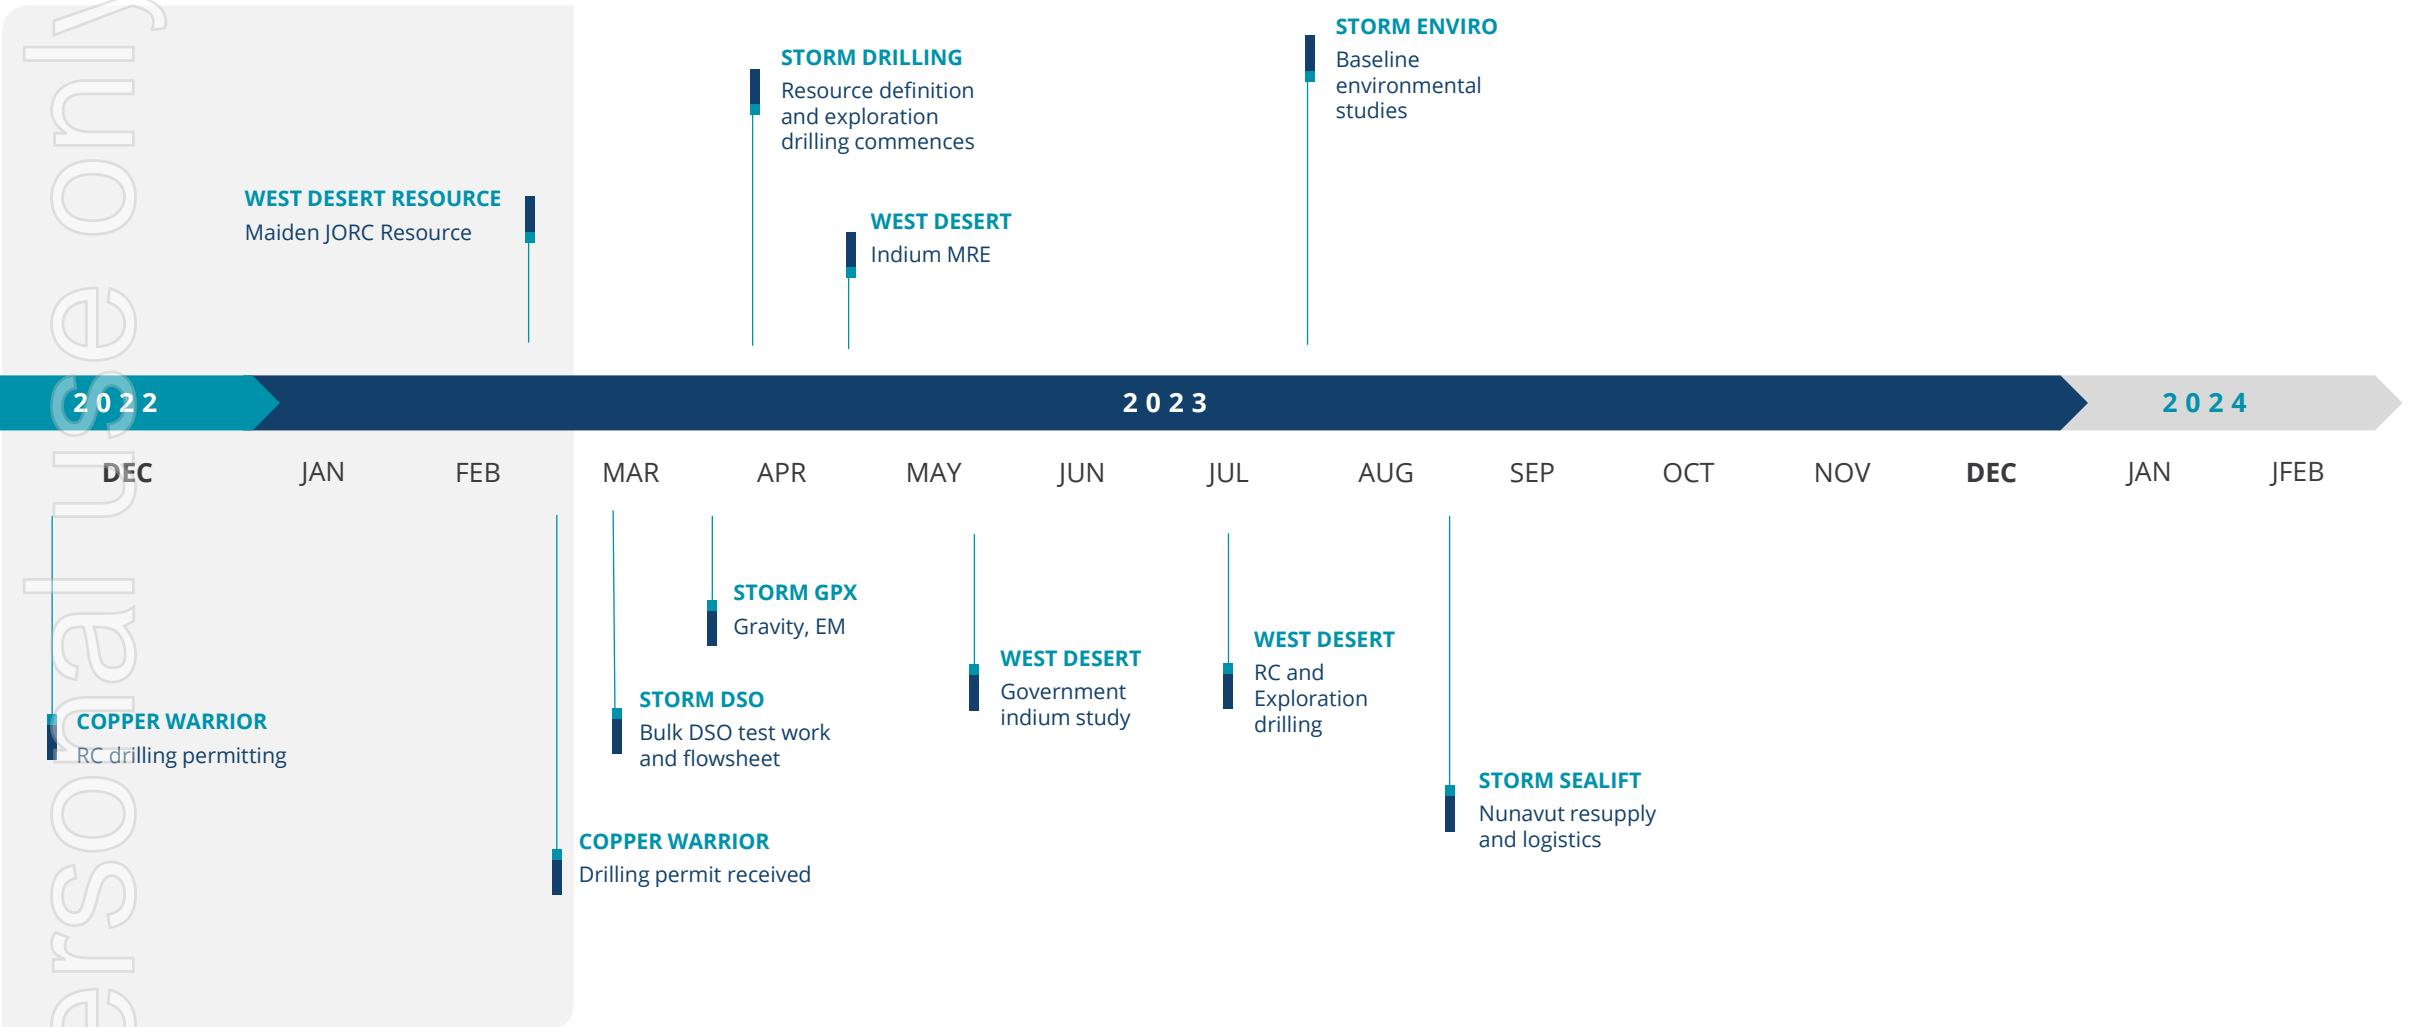 STORM ENVIRO
Baseline
environmental
studies
STORM DRILLING
Resource definition
and exploration
drilling commences
WEST DESERT RESOURCE
Maiden JORC Resource
WEST DESERT
Indium MRE
2022
2023
2024
DEC
JAN
FEB
MAR
APR
MAY
JUN
JUL
AUG
SEP
OCT
NOV
DEC
JAN
JFEB
STORM GPX
Gravity, EM
WEST DESERT
RC and
Exploration
drilling
WEST DESERT
Government
indium study
STORM DSO
Bulk DSO test work
and flowsheet
COPPER WARRIOR
RC drilling permitting
STORM SEALIFT
Nunavut resupply
and logistics
COPPER WARRIOR
Drilling permit received
ersonal use only